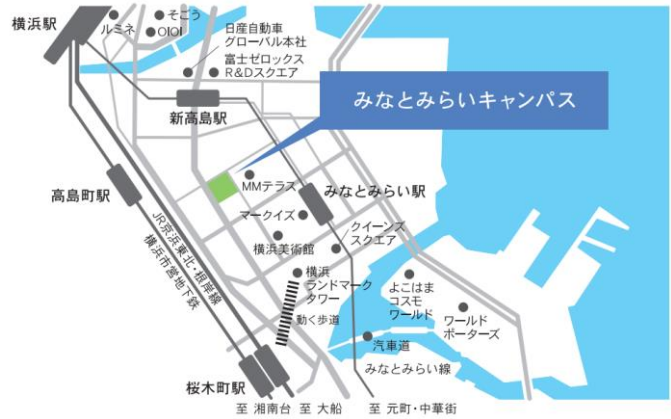 横浜駅
ルミネ
そごう
OIOI
日産自動車
グローバル本社
富士ゼロックス
R&Dスクエア
新高島駅
みなとみらいキャンパス
高島町駅
MMテラス
みなとみらい駅
マークイズ
横浜美術館
クイーンズ
スクエア
JR京浜東北・根岸線
横浜市営地下鉄
横浜
ランドマーク
タワー
動く歩道
よこはま
コスモ
ワールド
ワールド
ポーターズ
汽車道
みなとみらい線
桜木町駅
至 湘南台
至 大船
至 元町・中華街